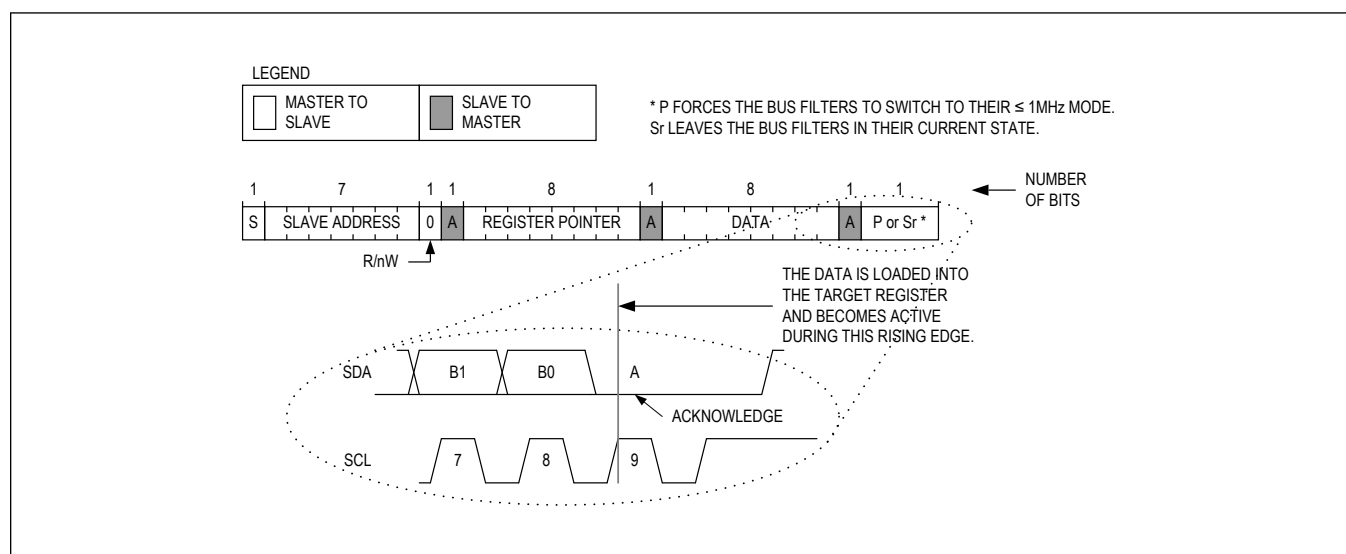 LEGEND
MASTER TO
SLAVE
SLAVE TO
MASTER
* P FORCES THE BUS FILTERS TO SWITCH TO THEIR ≤ 1MHz MODE.
Sr LEAVES THE BUS FILTERS IN THEIR CURRENT STATE.
1 7 1 1 8 1 8 1 1
NUMBER
OF BITS
S SLAVE ADDRESS 0 A REGISTER POINTER A DATA A P or Sr *
R/nW
THE DATA IS LOADED INTO
THE TARGET REGISTER
AND BECOMES ACTIVE
DURING THIS RISING EDGE.
SDA B1 B0 A
ACKNOWLEDGE
SCL 7 8 9